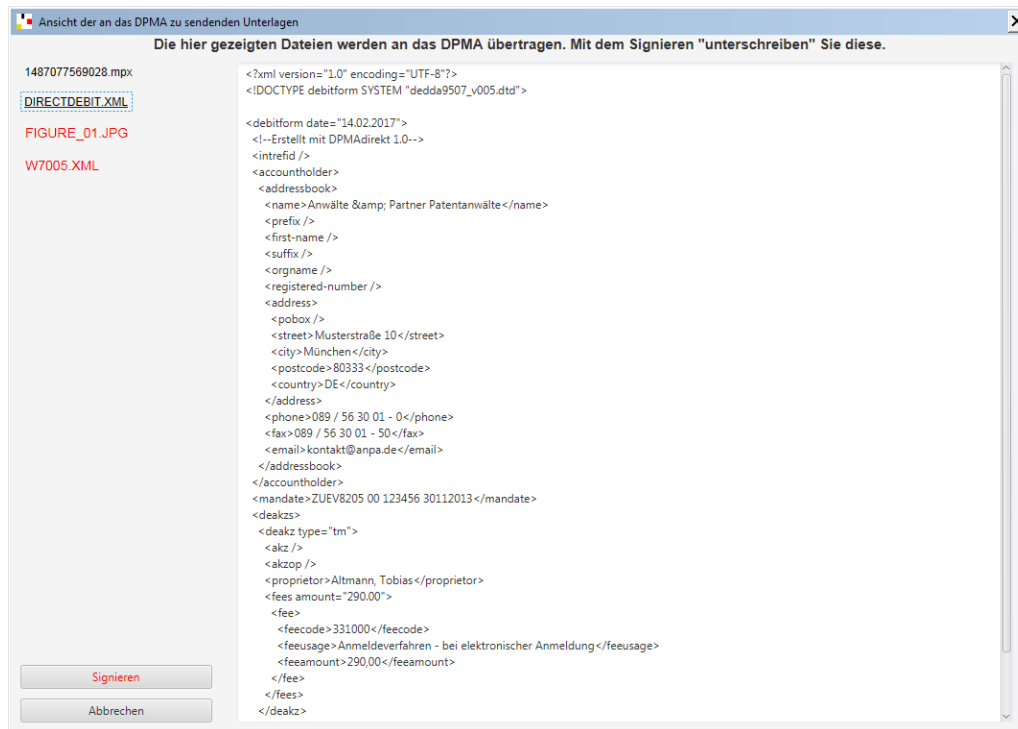 Ansicht der an das DPMA zu sendenden Unterlagen
Die hier gezeigten Dateien werden an das DPMA übertragen. Mit dem Signieren "unterschreiben" Sie diese.
1487077569028.mpx
DIRECTDEBIT.XML
FIGURE_01.JPG
W7005.XML
<?xml version="1.0" encoding="UTF-8"?>
<!DOCTYPE debitform SYSTEM "dedda9507_v005.dtd">
<debitform date="14.02.2017">
<!--Erstellt mit DPMAdirekt 1.0-->
<intrefid />
<accountholder>
<addressbook>
<name>Anwälte &amp; Partner Patentanwälte</name>
<prefix />
<first-name />
<suffix />
<orgname />
<registered-number />
<address>
<pobox />
<street>Musterstraße 10</street>
<city>München</city>
<postcode>80333</postcode>
<country>DE</country>
</address>
<phone>089 / 56 30 01 - 0</phone>
<fax>089 / 56 30 01 - 50</fax>
<email>kontakt@anpa.de</email>
</addressbook>
</accountholder>
<mandate>ZUEV8205 00 123456 30112013</mandate>
<deakzs>
<deakz type="tm">
<akz />
<akzop />
<proprietor>Altmann, Tobias</proprietor>
<fees amount="290.00">
<fee>
<feecode>331000</feecode>
<feeusage>Anmeldeverfahren - bei elektronischer Anmeldung</feeusage>
<feeamount>290,00</feeamount>
</fee>
</fees>
</deakz>
Signieren
Abbrechen